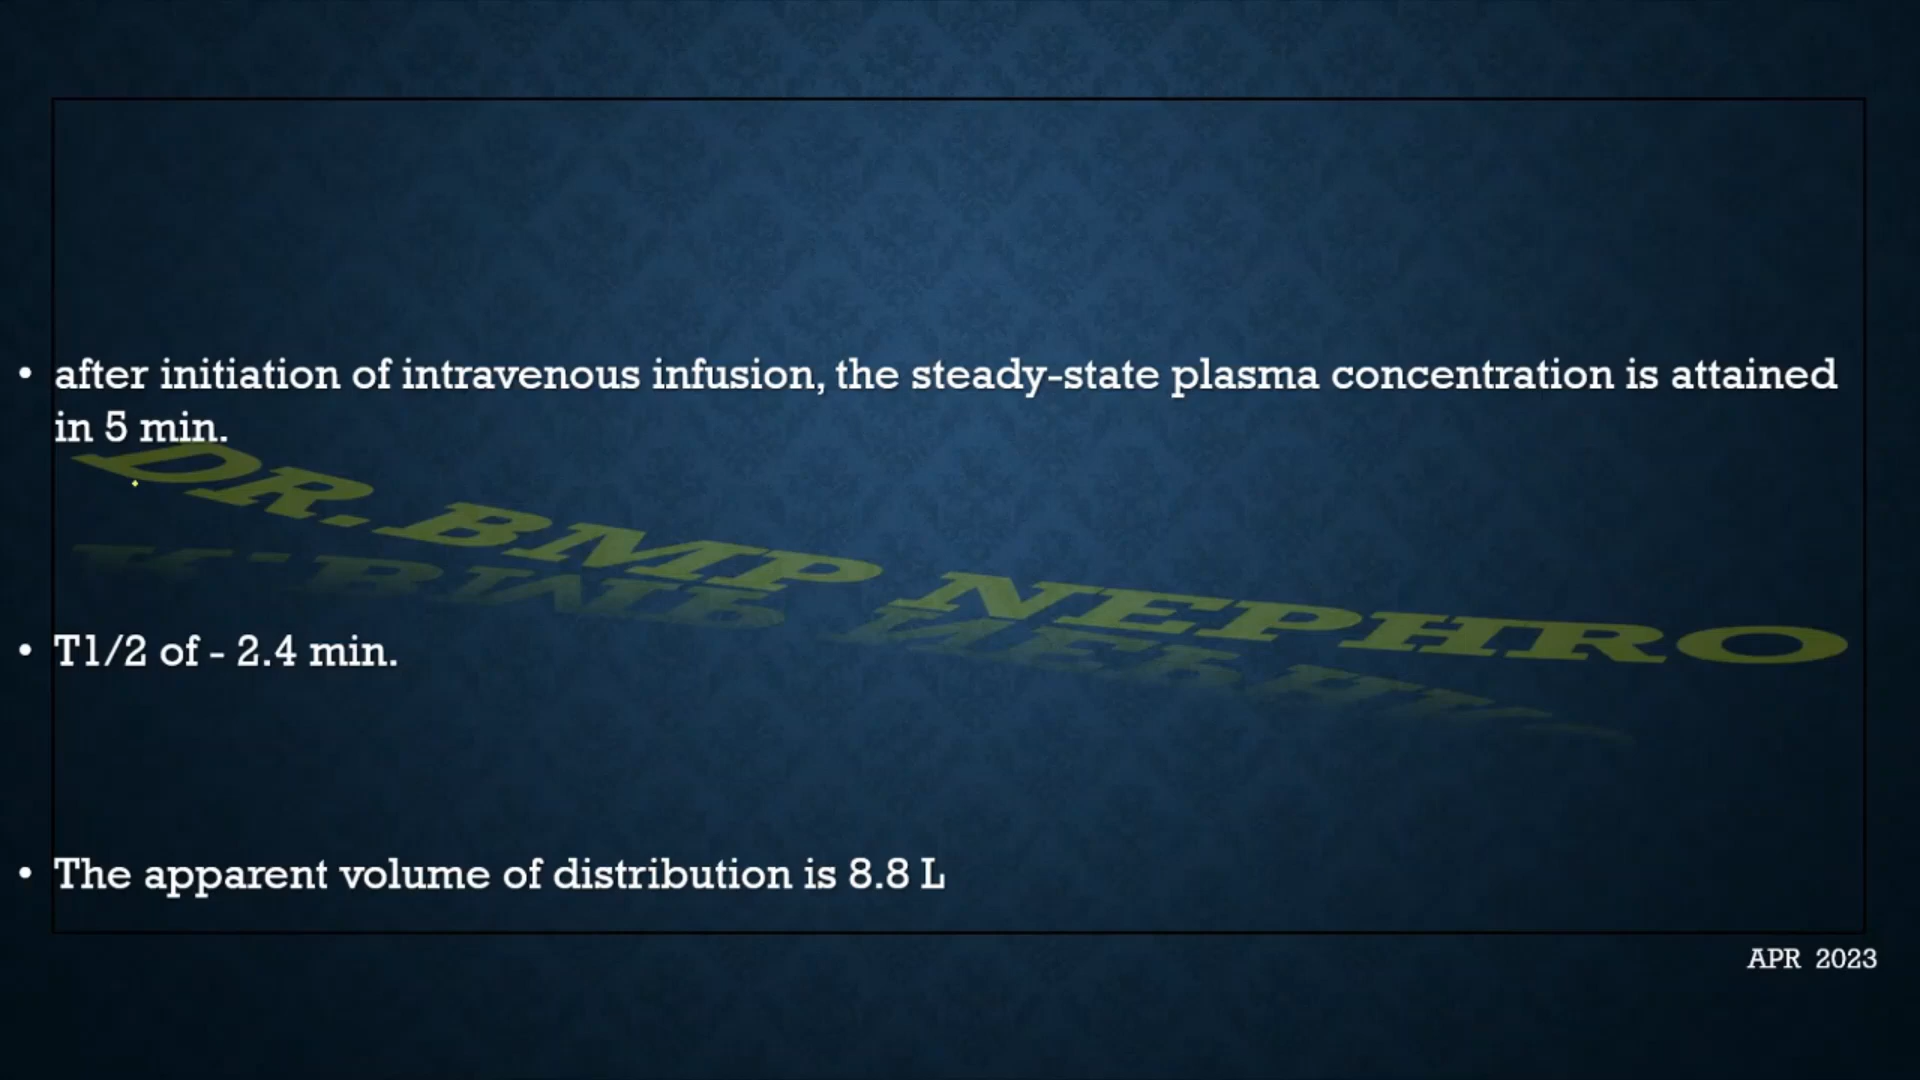 • after initiation of intravenous infusion, the steady-state plasma concentration is attained
in 5 min.
DR.BMP NEPHRO
• T1/2 of - 2.4 min.
• The apparent volume of distribution is 8.8 L
APR 2023